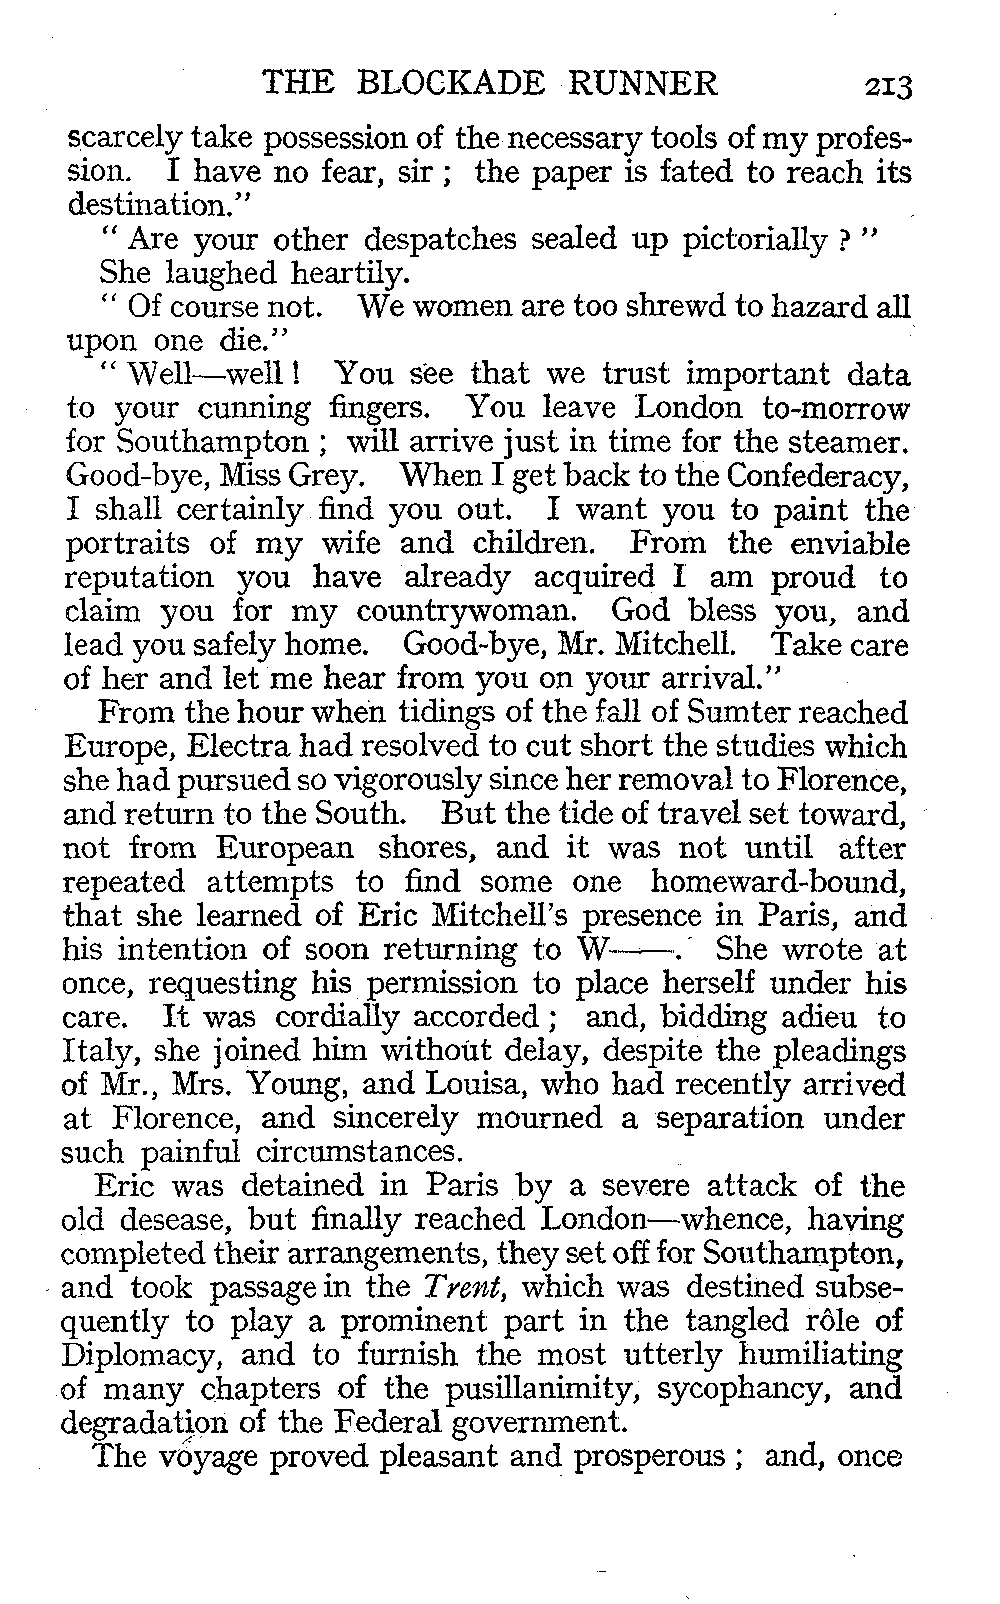 THE BLOCKADE RUNNER 213
scarcely take possession of the necessary tools of my profes-
sion. I have no fear, sir ; the paper is fated to reach its
destination."
" Are your other despatches sealed up pictorially ? "
She laughed heartily.
" Of course not. We women are too shrewd to hazard all
upon one die."
" Well—well ! You see that we trust important data
to your cunning fingers. You leave London to-morrow
for Southampton ; will arrive just in time for the steamer.
Good-bye, Miss Grey. When I get back to the Confederacy,
I shall certainly find you out. I want you to paint the
portraits of my wife and children. From the enviable
reputation you have already acquired I am proud to
claim you for my countrywoman. God bless you, and
lead you safely home. Good-bye, Mr. Mitchell. Take care
of her and let me hear from you on your arrival."
From the hour when tidings of the fall of Sumter reached
Europe, Electra had resolved to cut short the studies which
she had pursued so vigorously since her removal to Florence,
and return to the South. But the tide of travel set toward,
not from European shores, and it was not until after
repeated attempts to find some one homeward-bound,
that she learned of Eric Mitchell's presence in Paris, and
his intention of soon returning to W——. She wrote at
once, requesting his permission to place herself under his
care. It was cordially accorded ; and, bidding adieu to
Italy, she joined him without delay, despite the pleadings
of Mr., Mrs. Young, and Louisa, who had recently arrived
at Florence, and sincerely mourned a separation under
such painful circumstances.
Eric was detained in Paris by a severe attack of the
old desease, but finally reached London—whence, having
completed their arrangements, they set off for Southampton,
and took passage in the Trent, which was destined subse-
quently to play a prominent part in the tangled rôle of
Diplomacy, and to furnish the most utterly humiliating
of many chapters of the pusillanimity, sycophancy, and
degradation of the Federal government.
The voyage proved pleasant and prosperous ; and, once